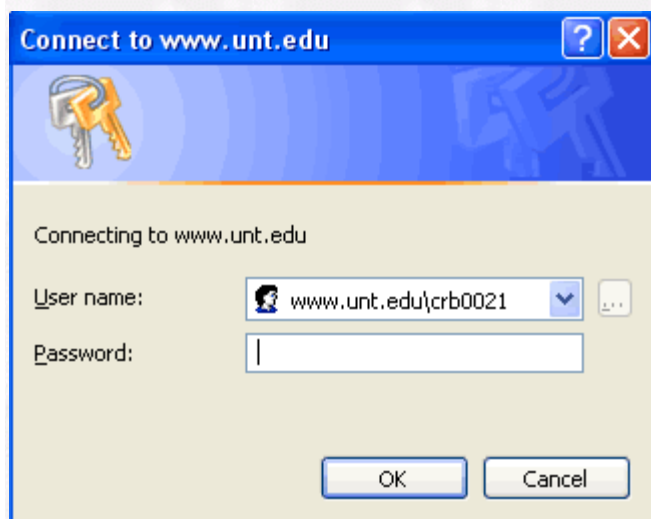 Connect to www.unt.edu
Connecting to www.unt.edu
User name: www.unt.edu\crb0021 ...
Password:
OK Cancel